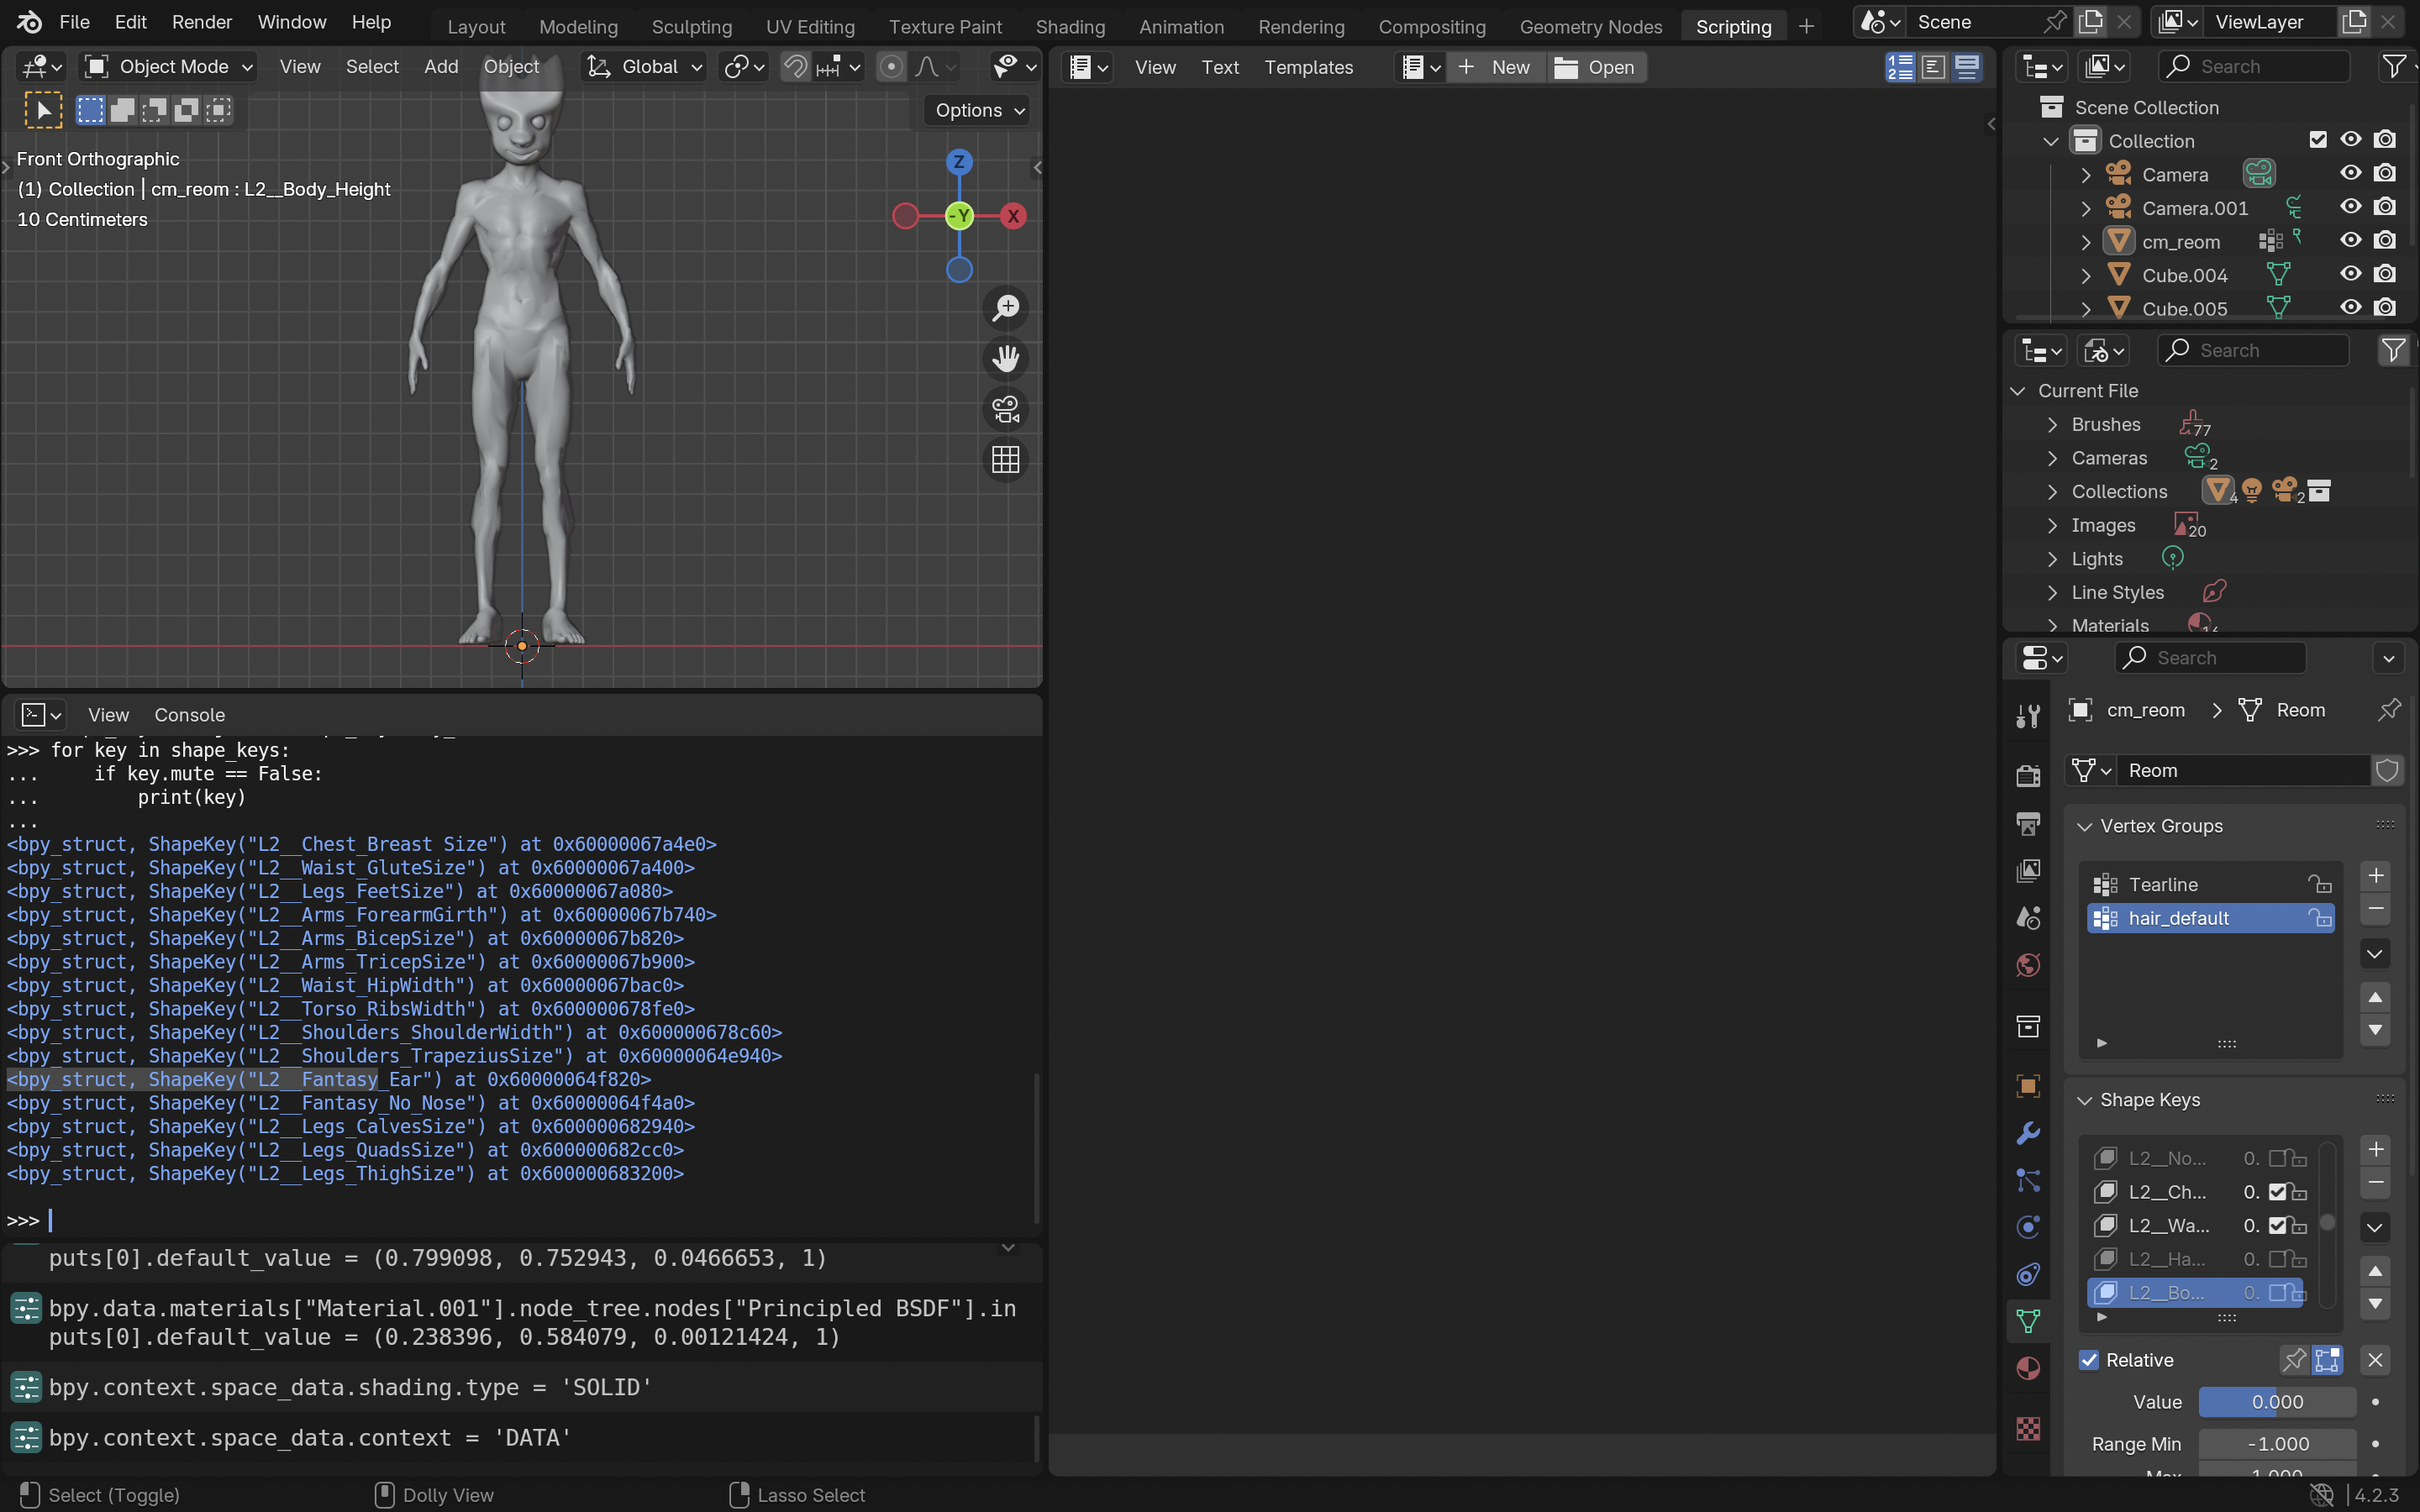 File Edit Render Window Help Layout Modeling Sculpting UV Editing Texture Paint Shading Animation Rendering Compositing Geometry Nodes Scripting + Scene ViewLayer
Object Mode View Select Add Object Global
Options
Front Orthographic
(1) Collection | cm_reom : L2__Body_Height
10 Centimeters
Z
-Y
X
View Console
>>> for key in shape_keys:
...     if key.mute == False:
...         print(key)
...
<bpy_struct, ShapeKey("L2__Chest_Breast Size") at 0x60000067a4e0>
<bpy_struct, ShapeKey("L2__Waist_GluteSize") at 0x60000067a400>
<bpy_struct, ShapeKey("L2__Legs_FeetSize") at 0x60000067a080>
<bpy_struct, ShapeKey("L2__Arms_ForearmGirth") at 0x60000067b740>
<bpy_struct, ShapeKey("L2__Arms_BicepSize") at 0x60000067b820>
<bpy_struct, ShapeKey("L2__Arms_TricepSize") at 0x60000067b900>
<bpy_struct, ShapeKey("L2__Waist_HipWidth") at 0x60000067bac0>
<bpy_struct, ShapeKey("L2__Torso_RibsWidth") at 0x600000678fe0>
<bpy_struct, ShapeKey("L2__Shoulders_ShoulderWidth") at 0x600000678c60>
<bpy_struct, ShapeKey("L2__Shoulders_TrapeziusSize") at 0x60000064e940>
<bpy_struct, ShapeKey("L2__Fantasy_Ear") at 0x60000064f820>
<bpy_struct, ShapeKey("L2__Fantasy_No_Nose") at 0x60000064f4a0>
<bpy_struct, ShapeKey("L2__Legs_CalvesSize") at 0x600000682940>
<bpy_struct, ShapeKey("L2__Legs_QuadsSize") at 0x600000682cc0>
<bpy_struct, ShapeKey("L2__Legs_ThighSize") at 0x600000683200>
>>>
puts[0].default_value = (0.799098, 0.752943, 0.0466653, 1)
bpy.data.materials["Material.001"].node_tree.nodes["Principled BSDF"].in
puts[0].default_value = (0.238396, 0.584079, 0.00121424, 1)
bpy.context.space_data.shading.type = 'SOLID'
bpy.context.space_data.context = 'DATA'
View Text Templates + New Open
Search
Scene Collection
Collection
Camera
Camera.001
cm_reom
Cube.004
Cube.005
Search
Current File
Brushes 77
Cameras 2
Collections 4 2
Images 20
Lights
Line Styles
Materials
Search
cm_reom > Reom
Reom
Vertex Groups
Tearline
hair_default
Shape Keys
L2__No... 0.
L2__Ch... 0.
L2__Wa... 0.
L2__Ha... 0.
L2__Bo... 0.
Relative
Value 0.000
Range Min -1.000
Select (Toggle) Dolly View Lasso Select 4.2.3